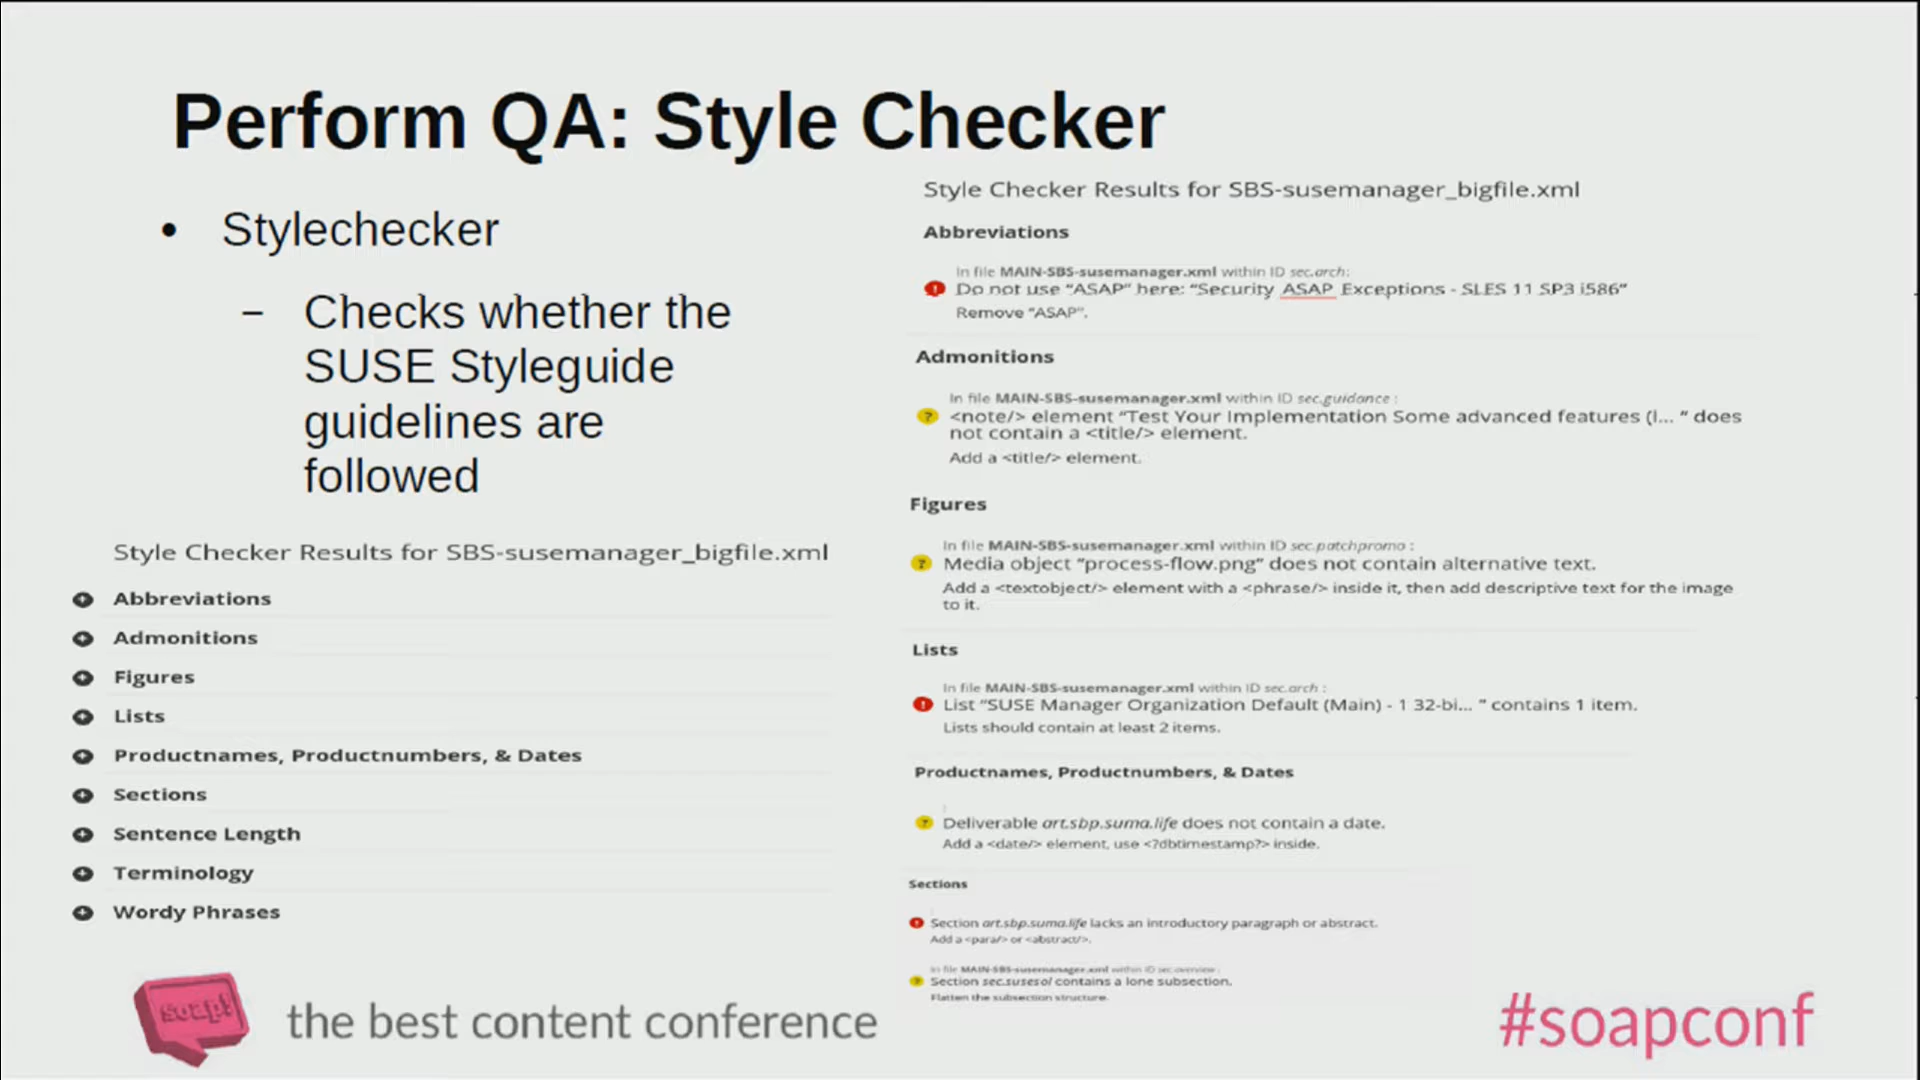 Perform QA: Style Checker
• Stylechecker
– Checks whether the
SUSE Styleguide
guidelines are
followed
Style Checker Results for SBS-susemanager_bigfile.xml
Abbreviations
Admonitions
Figures
Lists
Productnames, Productnumbers, & Dates
Sections
Sentence Length
Terminology
Wordy Phrases
Style Checker Results for SBS-susemanager_bigfile.xml
Abbreviations
In file MAIN-SBS-susemanager.xml within ID sec.arch:
Do not use “ASAP” here: “Security ASAP Exceptions - SLES 11 SP3 i586”
Remove “ASAP”.
Admonitions
In file MAIN-SBS-susemanager.xml within ID sec.guidance :
<note/> element “Test Your Implementation Some advanced features (l... “ does
not contain a <title/> element.
Add a <title/> element.
Figures
In file MAIN-SBS-susemanager.xml within ID sec.patchpromo :
Media object “process-flow.png” does not contain alternative text.
Add a <textobject/> element with a <phrase/> inside it, then add descriptive text for the image
to it.
Lists
In file MAIN-SBS-susemanager.xml within ID sec.arch :
List “SUSE Manager Organization Default (Main) - 1 32-bi... ” contains 1 item.
Lists should contain at least 2 items.
Productnames, Productnumbers, & Dates
Deliverable art.sbp.suma.life does not contain a date.
Add a <date/> element, use <?dbtimestamp?> inside.
Sections
Section art.sbp.suma.life lacks an introductory paragraph or abstract.
Add a <para/> or <abstract/>.
In file MAIN-SBS-susemanager.xml within ID sec.overview :
Section sec.susesol contains a lone subsection.
Flatten the subsection structure.
soap!
the best content conference
#soapconf